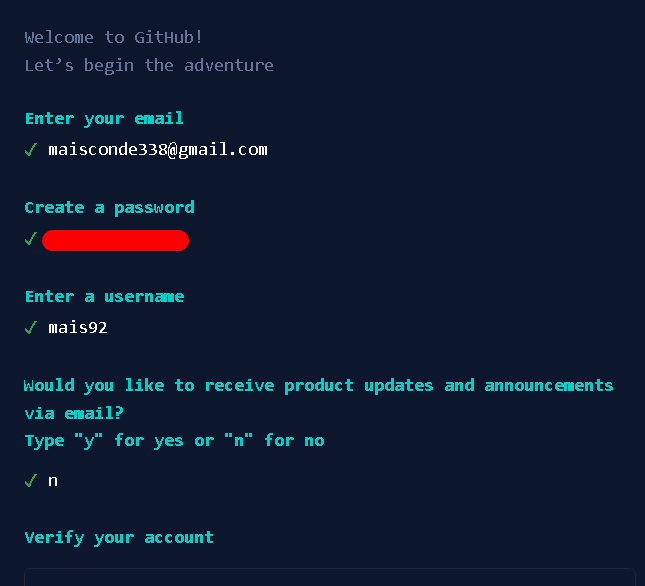 Welcome to GitHub!
Let’s begin the adventure
Enter your email
✓ maisconde338@gmail.com
Create a password
✓
Enter a username
✓ mais92
Would you like to receive product updates and announcements
via email?
Type "y" for yes or "n" for no
✓ n
Verify your account